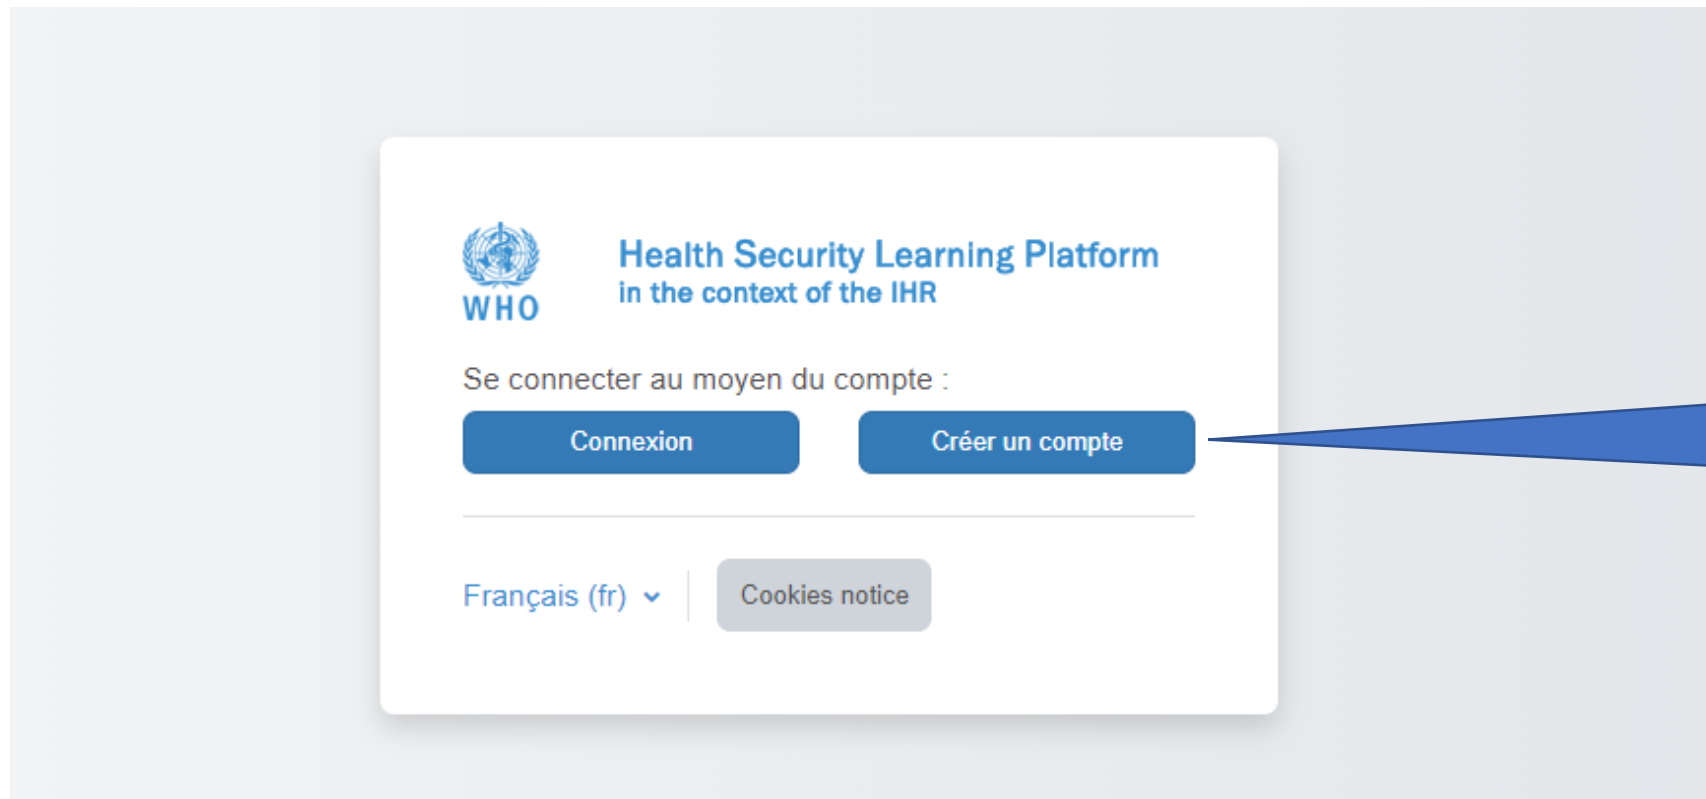 WHO
Health Security Learning Platform
in the context of the IHR
Se connecter au moyen du compte :
Connexion
Créer un compte
Français (fr)
Cookies notice